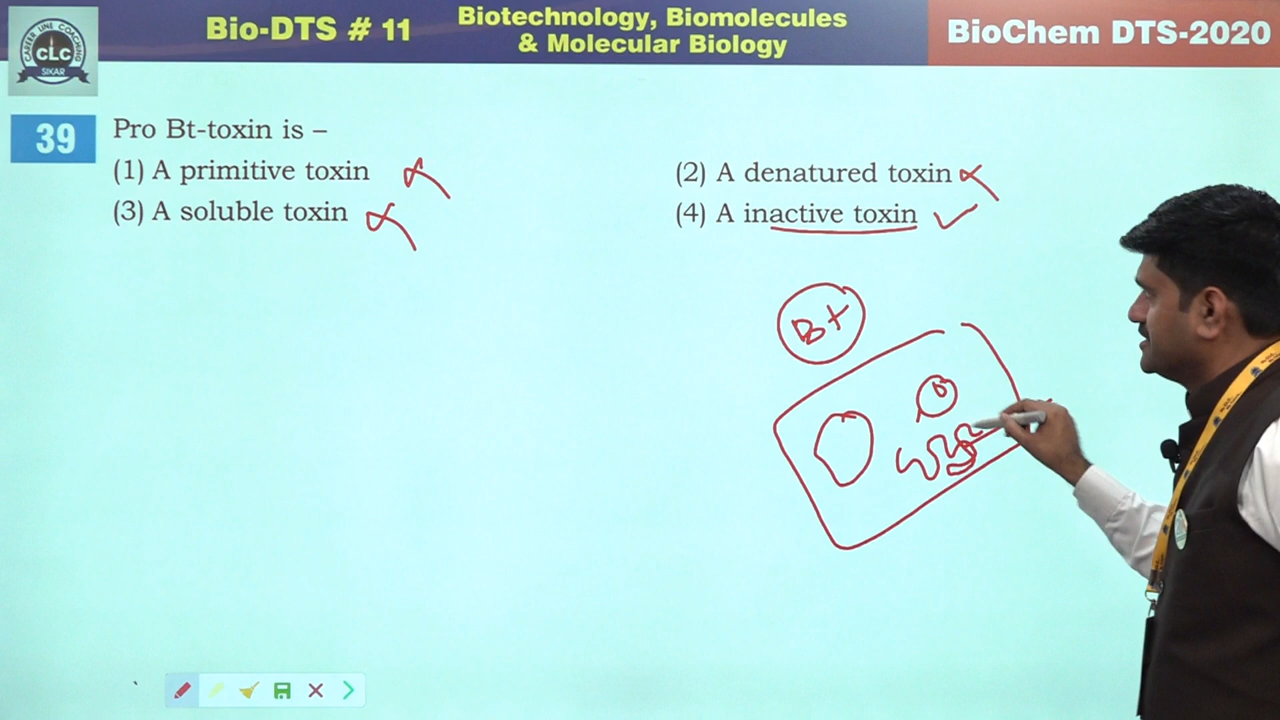 Bio-DTS # 11
Biotechnology, Biomolecules
& Molecular Biology
BioChem DTS-2020
CAREER LINE COACHING
CLC
SIKAR
39
Pro Bt-toxin is –
(1) A primitive toxin
(2) A denatured toxin
(3) A soluble toxin
(4) A inactive toxin
Bt